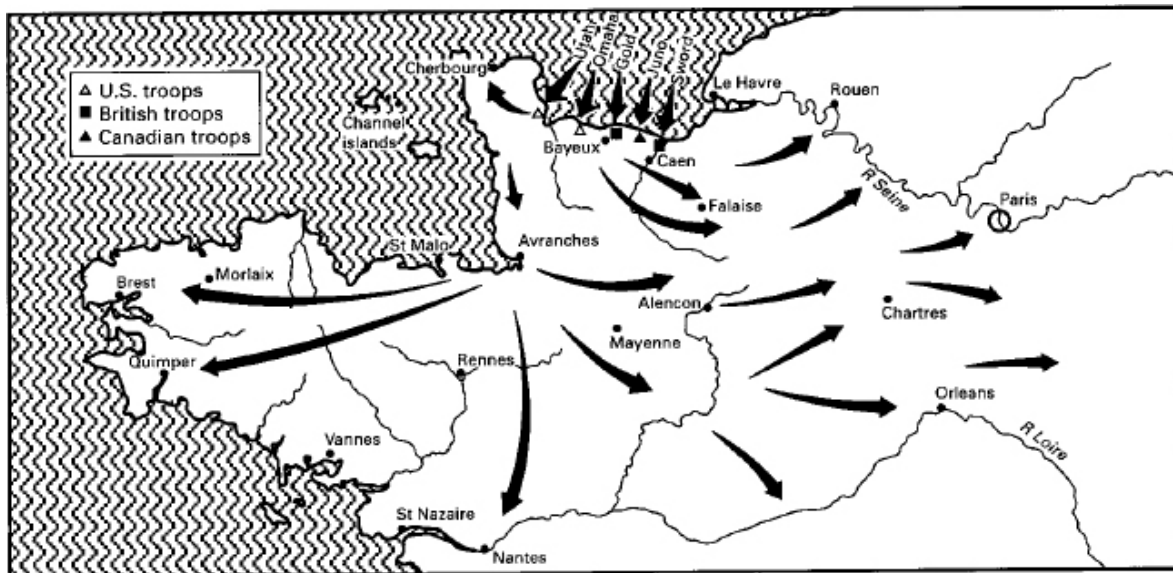 U.S. troops
British troops
Canadian troops
Cherbourg
Utah
Omaha
Gold
Juno
Sword
Le Havre
Rouen
Channel
islands
Bayeux
Caen
R Seine
Paris
Falaise
St Malo
Avranches
Brest
Morlaix
Alencon
Chartres
Mayenne
Quimper
Rennes
Orleans
R Loire
Vannes
St Nazaire
Nantes